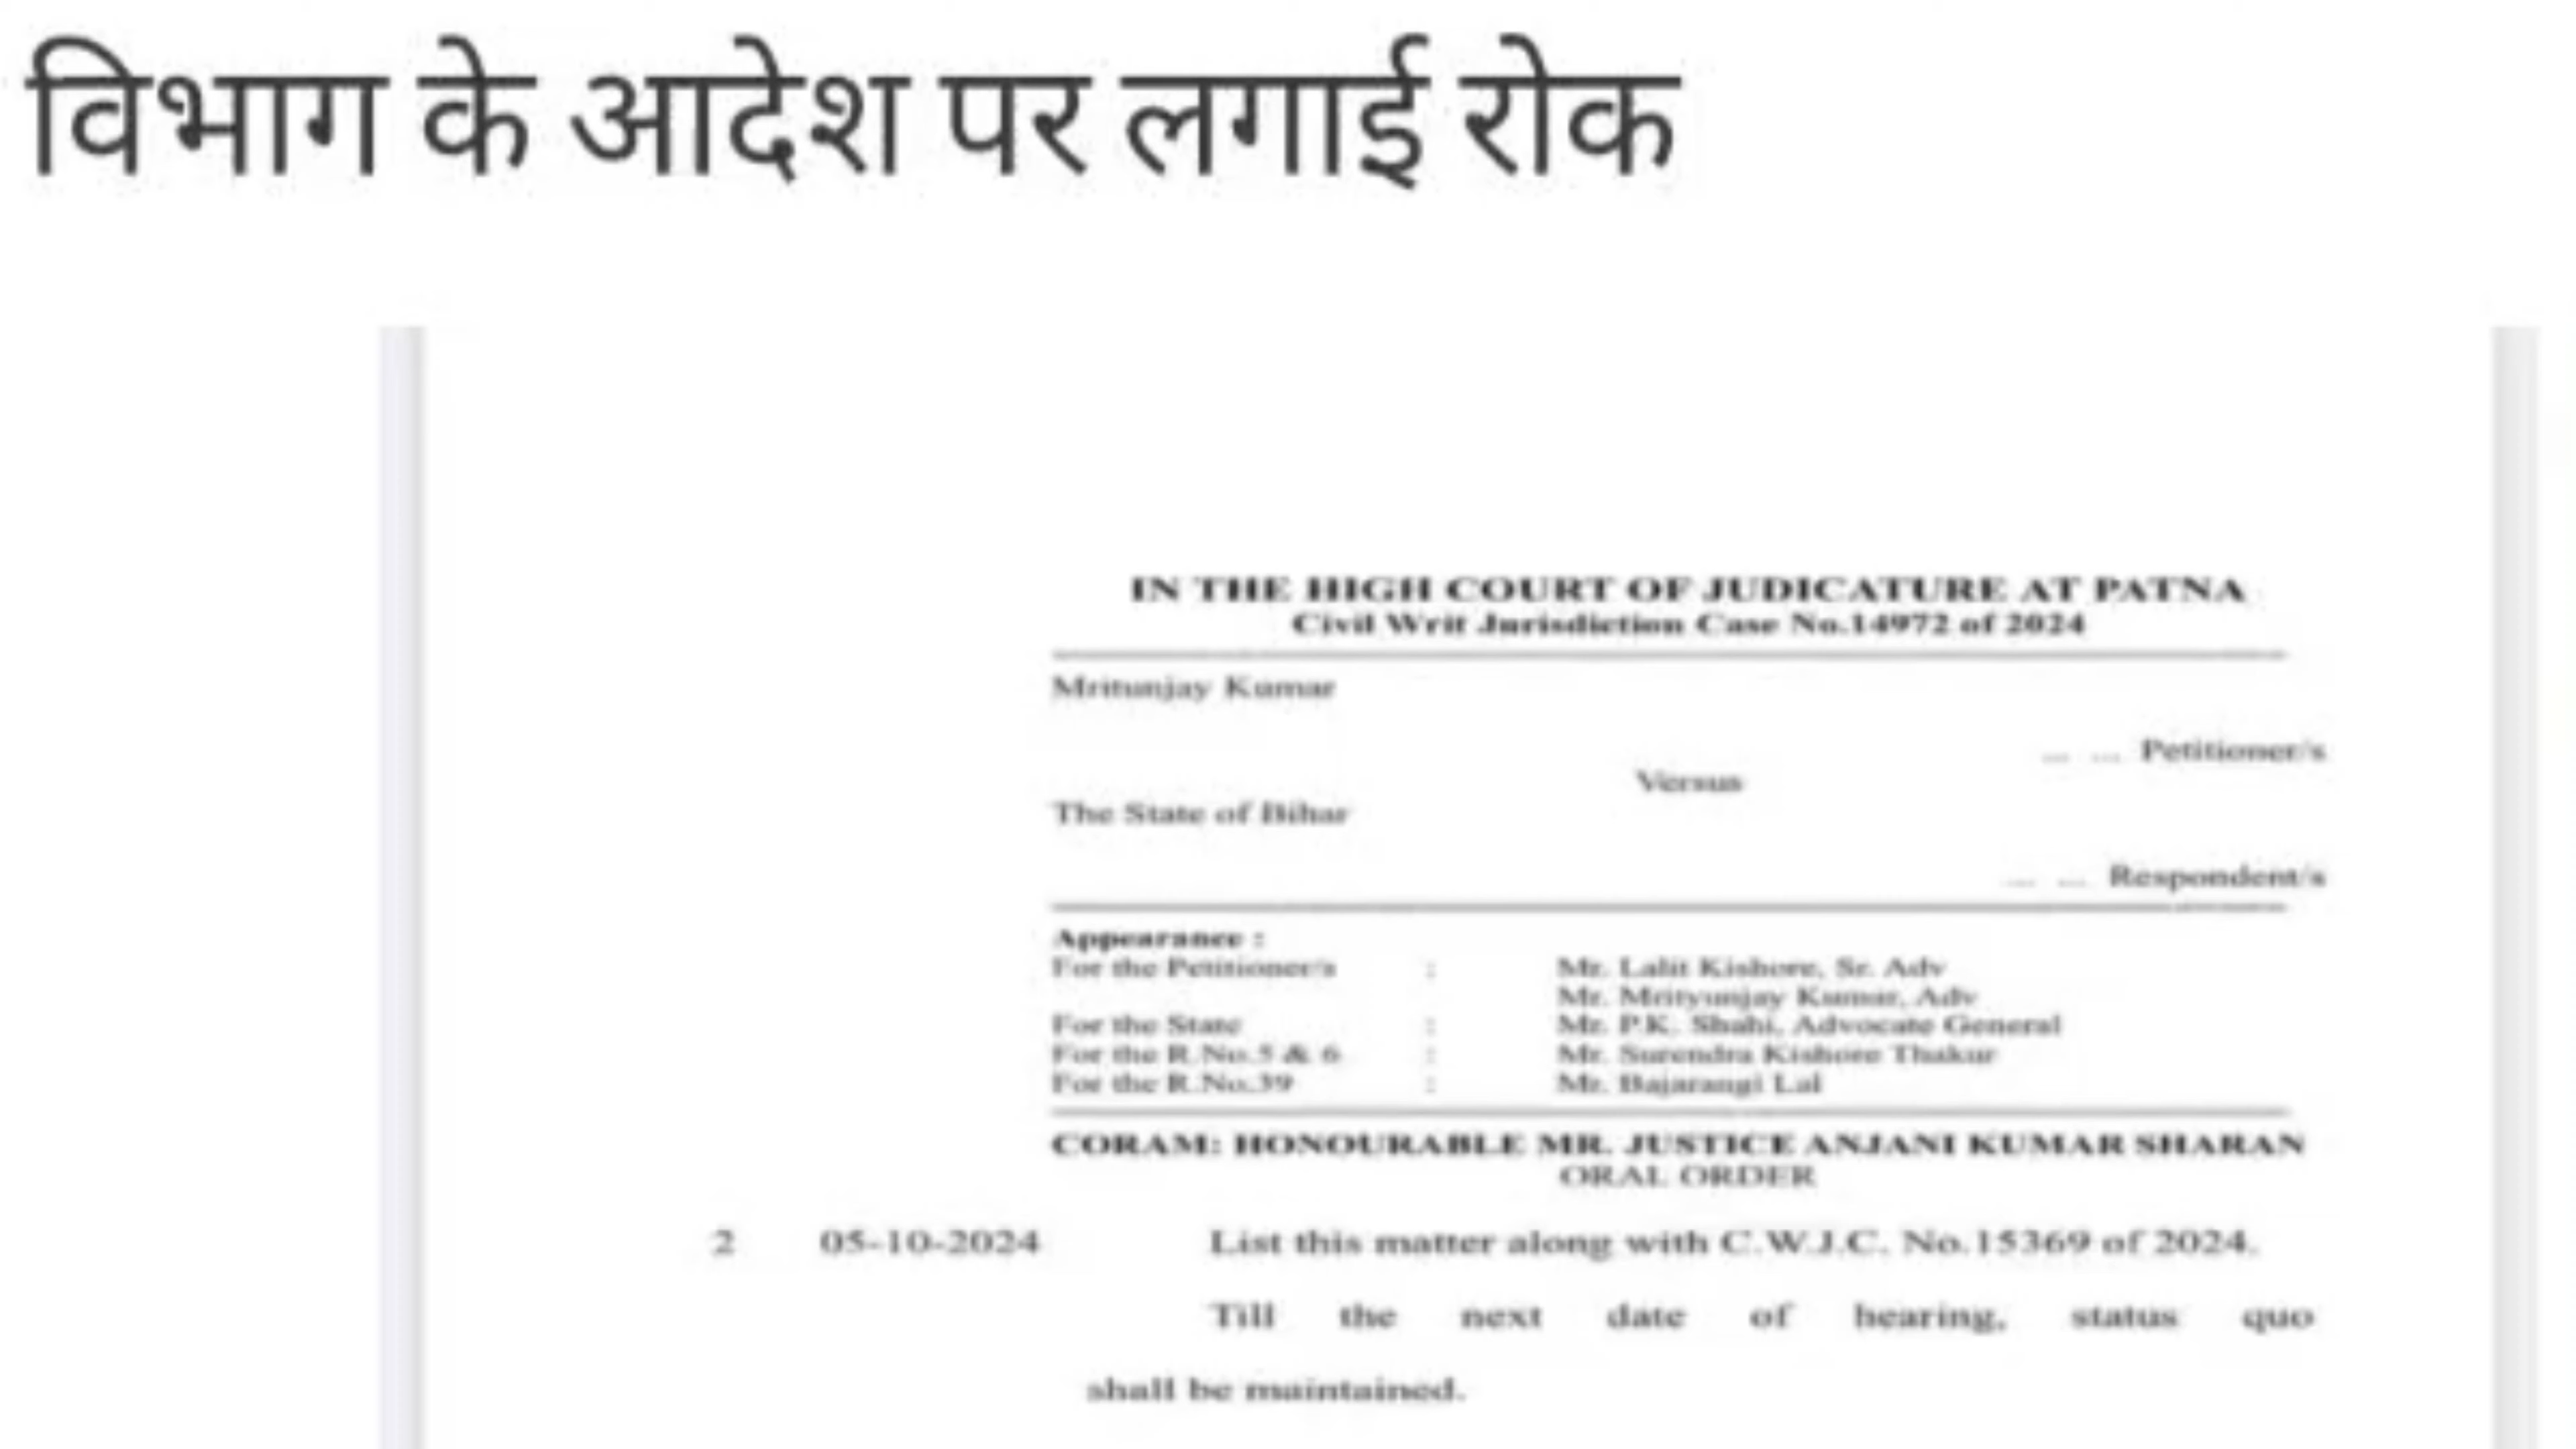 विभाग के आदेश पर लगाई रोक
IN THE HIGH COURT OF JUDICATURE AT PATNA
Civil Writ Jurisdiction Case No.14972 of 2024
Mritunjay Kumar
... ... Petitioner/s
Versus
The State of Bihar
... ... Respondent/s
Appearance :
For the Petitioner/s : Mr. Lalit Kishore, Sr. Adv
Mr. Mrityunjay Kumar, Adv
For the State : Mr. P.K. Shahi, Advocate General
For the R.No.5 & 6 : Mr. Surendra Kishore Thakur
For the R.No.39 : Mr. Bajarangi Lal
CORAM: HONOURABLE MR. JUSTICE ANJANI KUMAR SHARAN
ORAL ORDER
2 05-10-2024 List this matter along with C.W.J.C. No.15369 of 2024.
Till the next date of hearing, status quo
shall be maintained.